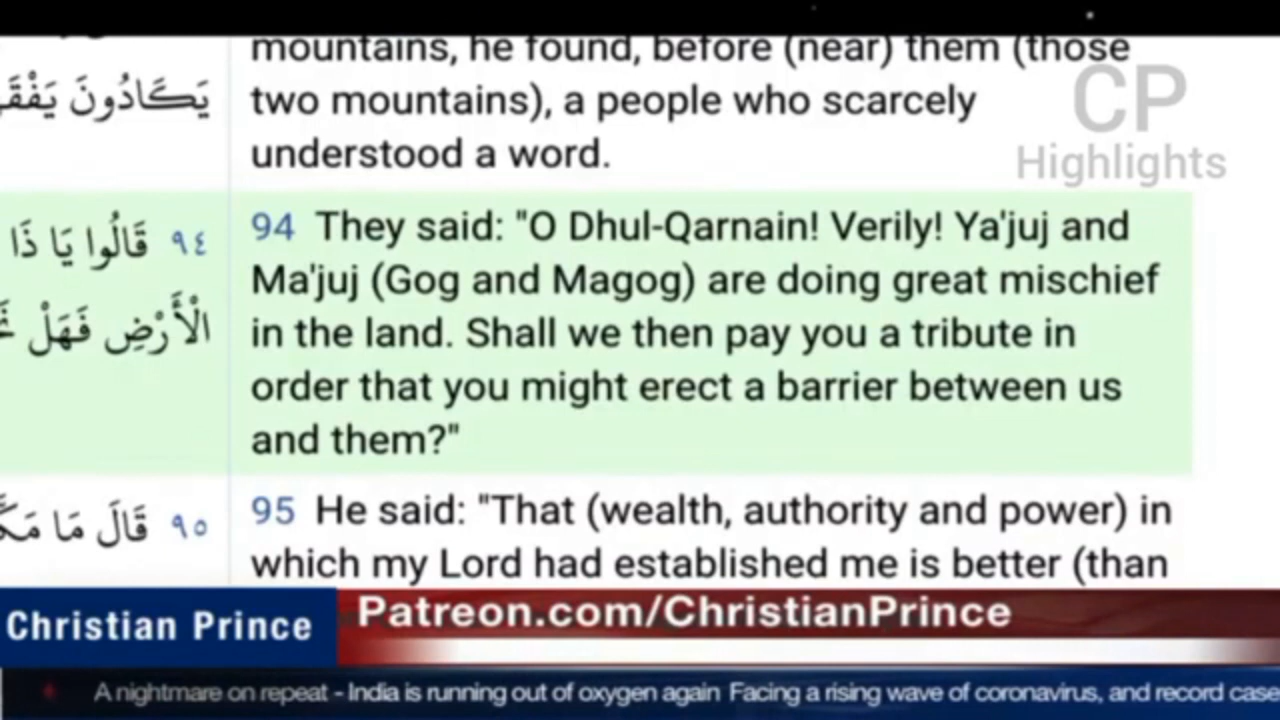 mountains, he found, before (near) them (those
يَكَادُونَ
two mountains), a people who scarcely
understood a word.
CP
Highlights
٩٤ قَالُوا يَا ذَا
94 They said: "O Dhul-Qarnain! Verily! Ya'juj and
Ma'juj (Gog and Magog) are doing great mischief
الْأَرْضِ فَهَلْ
in the land. Shall we then pay you a tribute in
order that you might erect a barrier between us
and them?"
٩٥ قَالَ مَا
95 He said: "That (wealth, authority and power) in
which my Lord had established me is better (than
Christian Prince
Patreon.com/ChristianPrince
A nightmare on repeat - India is running out of oxygen again Facing a rising wave of coronavirus, and record case